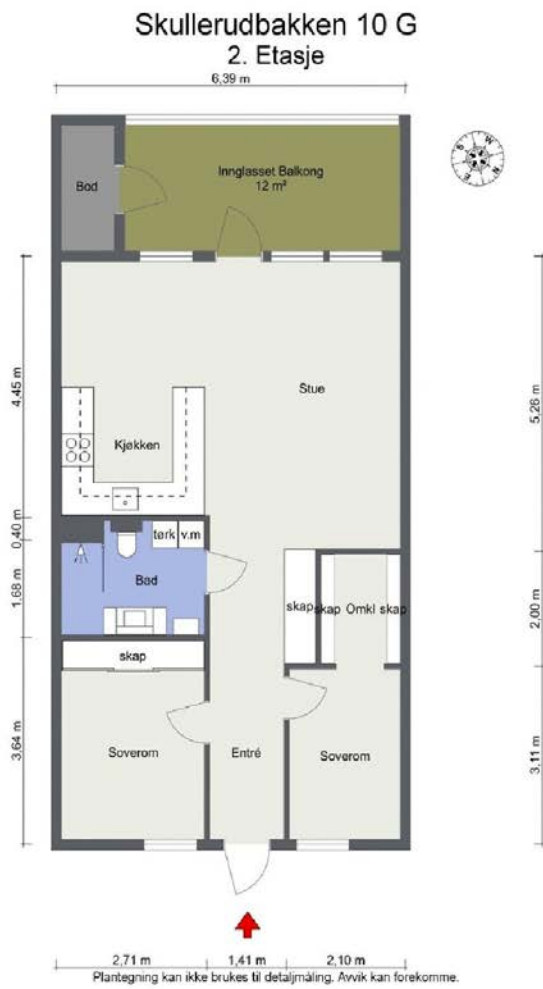 Skullerudbakken 10 G
2. Etasje
6,39 m
S W
E N
Bod
Innglasset Balkong
12 m²
4,45 m
Stue
5,26 m
Kjøkken
0,40 m
tørk v.m
Bad
1,68 m
skap
skap Omkl skap
2,00 m
skap
3,64 m
Soverom
Entré
Soverom
3,11 m
2,71 m 1,41 m 2,10 m
Plantegning kan ikke brukes til detaljmåling. Avvik kan forekomme.